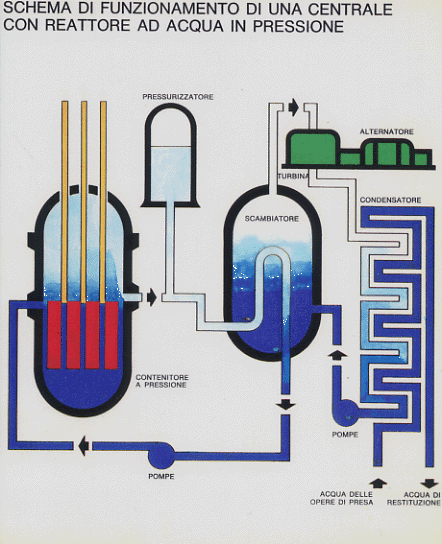 SCHEMA DI FUNZIONAMENTO DI UNA CENTRALE
CON REATTORE AD ACQUA IN PRESSIONE
PRESSURIZZATORE
ALTERNATORE
TURBINA
CONDENSATORE
SCAMBIATORE
CONTENITORE
A PRESSIONE
POMPE
POMPE
ACQUA DELLE
OPERE DI PRESA
ACQUA DI
RESTITUZIONE